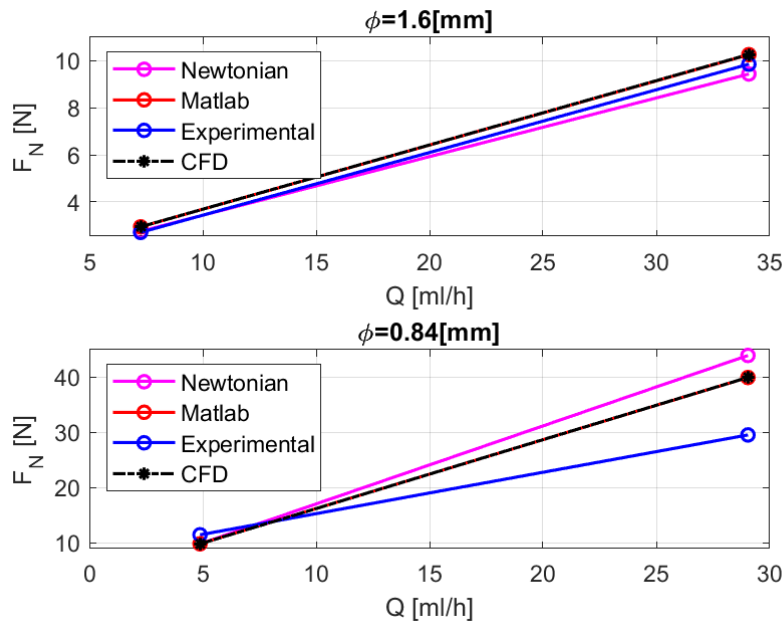 ϕ=1.6[mm]
10
8
6
4
F_N [N]
Newtonian
Matlab
Experimental
CFD
5
10
15
20
25
30
35
Q [ml/h]
ϕ=0.84[mm]
40
30
20
10
F_N [N]
Newtonian
Matlab
Experimental
CFD
0
5
10
15
20
25
30
Q [ml/h]